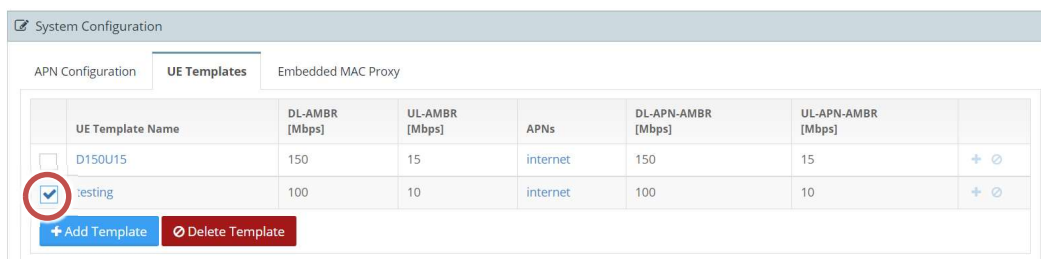 System Configuration
APN Configuration UE Templates Embedded MAC Proxy
UE Template Name DL-AMBR [Mbps] UL-AMBR [Mbps] APNs DL-APN-AMBR [Mbps] UL-APN-AMBR [Mbps]
D150U15 150 15 internet 150 15
testing 100 10 internet 100 10
Add Template Delete Template